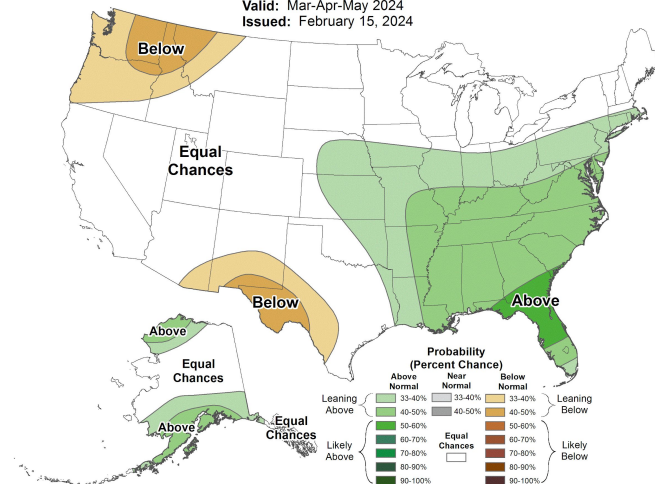 Valid: Mar-Apr-May 2024
Issued: February 15, 2024
Below
Equal
Chances
Below
Above
Above
Equal
Chances
Above
Equal
Chances
Probability
(Percent Chance)
Above
Normal
Near
Normal
Below
Normal
Leaning
Above
33-40%
40-50%
33-40%
40-50%
33-40%
40-50%
Leaning
Below
Likely
Above
50-60%
60-70%
70-80%
80-90%
90-100%
Equal
Chances
50-60%
60-70%
70-80%
80-90%
90-100%
Likely
Below